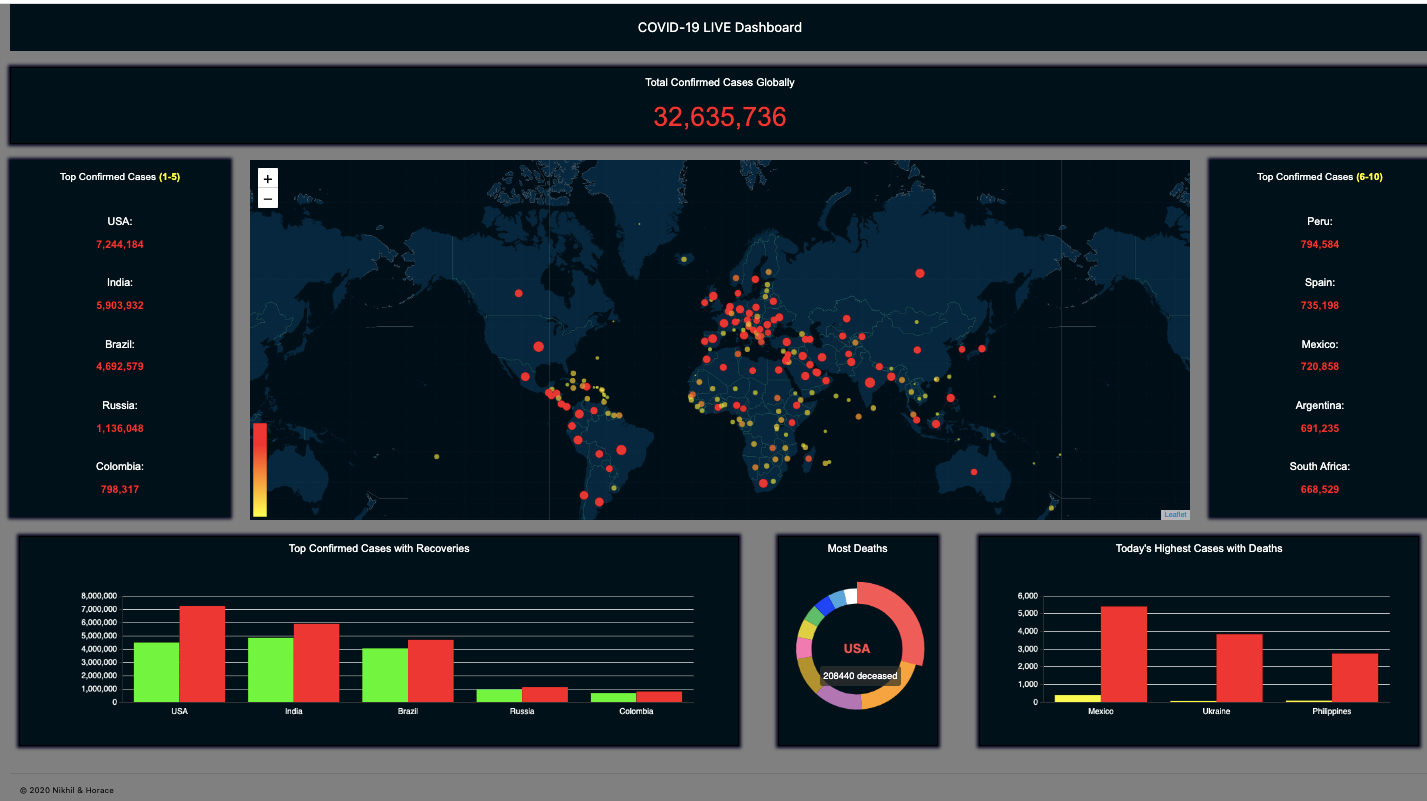 COVID-19 LIVE Dashboard
Total Confirmed Cases Globally
32,635,736
Top Confirmed Cases (1-5)
USA:
7,244,184
India:
5,903,932
Brazil:
4,692,579
Russia:
1,136,048
Colombia:
798,317
+
−
Leaflet
Top Confirmed Cases (6-10)
Peru:
794,584
Spain:
735,198
Mexico:
720,858
Argentina:
691,235
South Africa:
668,529
Top Confirmed Cases with Recoveries
8,000,000
7,000,000
6,000,000
5,000,000
4,000,000
3,000,000
2,000,000
1,000,000
0
USA India Brazil Russia Colombia
Most Deaths
USA
208440 deceased
Today's Highest Cases with Deaths
6,000
5,000
4,000
3,000
2,000
1,000
0
Mexico Ukraine Philippines
© 2020 Nikhil & Horace